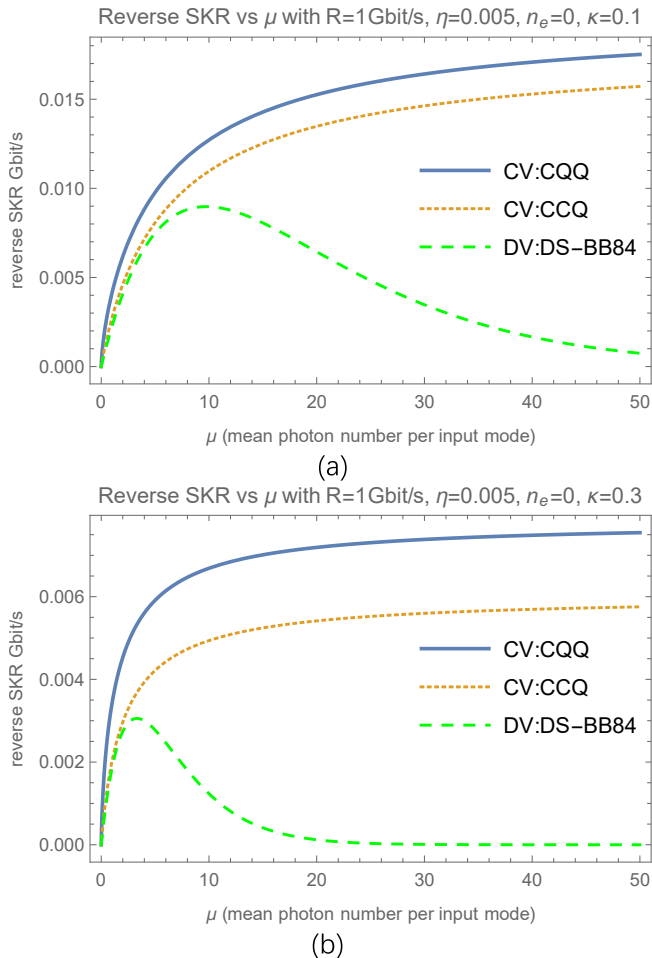 Reverse SKR vs μ with R=1Gbit/s, η=0.005, nₑ=0, κ=0.1
0.015
0.010
0.005
0.000
reverse SKR Gbit/s
CV:CQQ
CV:CCQ
DV:DS−BB84
0 10 20 30 40 50
μ (mean photon number per input mode)
(a)
Reverse SKR vs μ with R=1Gbit/s, η=0.005, nₑ=0, κ=0.3
0.006
0.004
0.002
0.000
reverse SKR Gbit/s
CV:CQQ
CV:CCQ
DV:DS−BB84
0 10 20 30 40 50
μ (mean photon number per input mode)
(b)